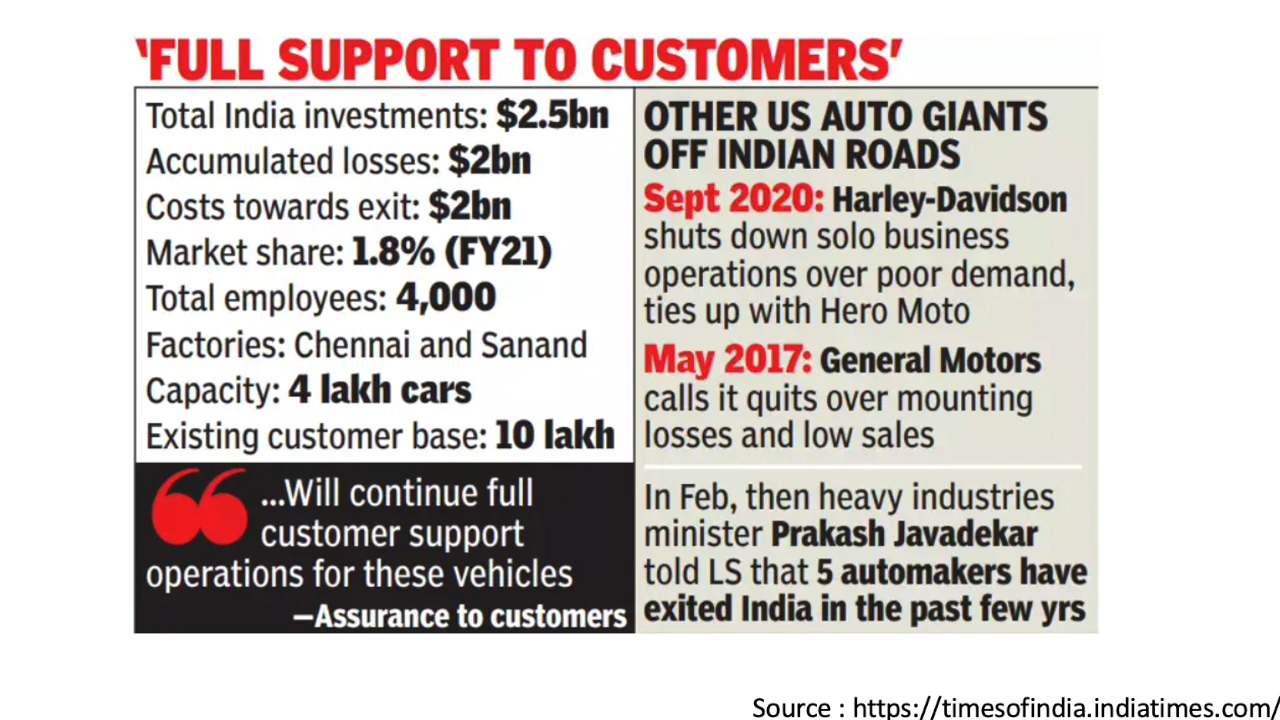 ‘FULL SUPPORT TO CUSTOMERS’
Total India investments: $2.5bn
Accumulated losses: $2bn
Costs towards exit: $2bn
Market share: 1.8% (FY21)
Total employees: 4,000
Factories: Chennai and Sanand
Capacity: 4 lakh cars
Existing customer base: 10 lakh
“...Will continue full
customer support
operations for these vehicles
—Assurance to customers
OTHER US AUTO GIANTS
OFF INDIAN ROADS
Sept 2020: Harley-Davidson
shuts down solo business
operations over poor demand,
ties up with Hero Moto
May 2017: General Motors
calls it quits over mounting
losses and low sales
In Feb, then heavy industries
minister Prakash Javadekar
told LS that 5 automakers have
exited India in the past few yrs
Source : https://timesofindia.indiatimes.com/